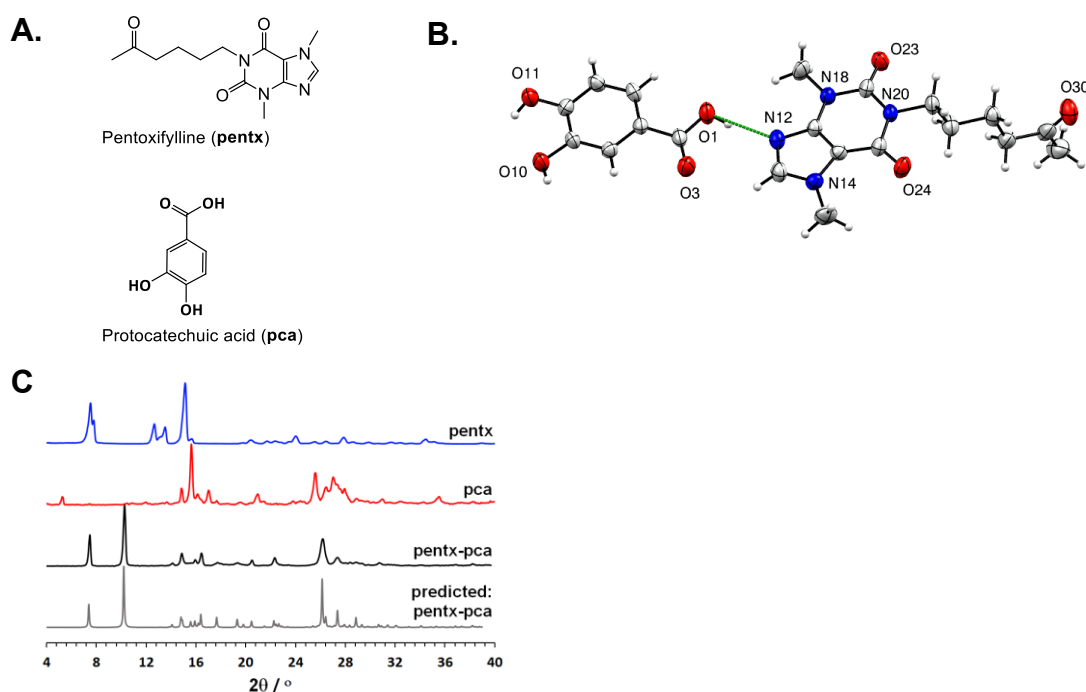 A.
O
O
N
N
O
N
N
Pentoxifylline (pentx)
O
OH
HO
OH
Protocatechuic acid (pca)
B.
O11
O10
O1
O3
N12
N18
O23
N20
N14
O24
O30
C
pentx
pca
pentx-pca
predicted:
pentx-pca
4 8 12 16 20 24 28 32 36 40
2θ / °